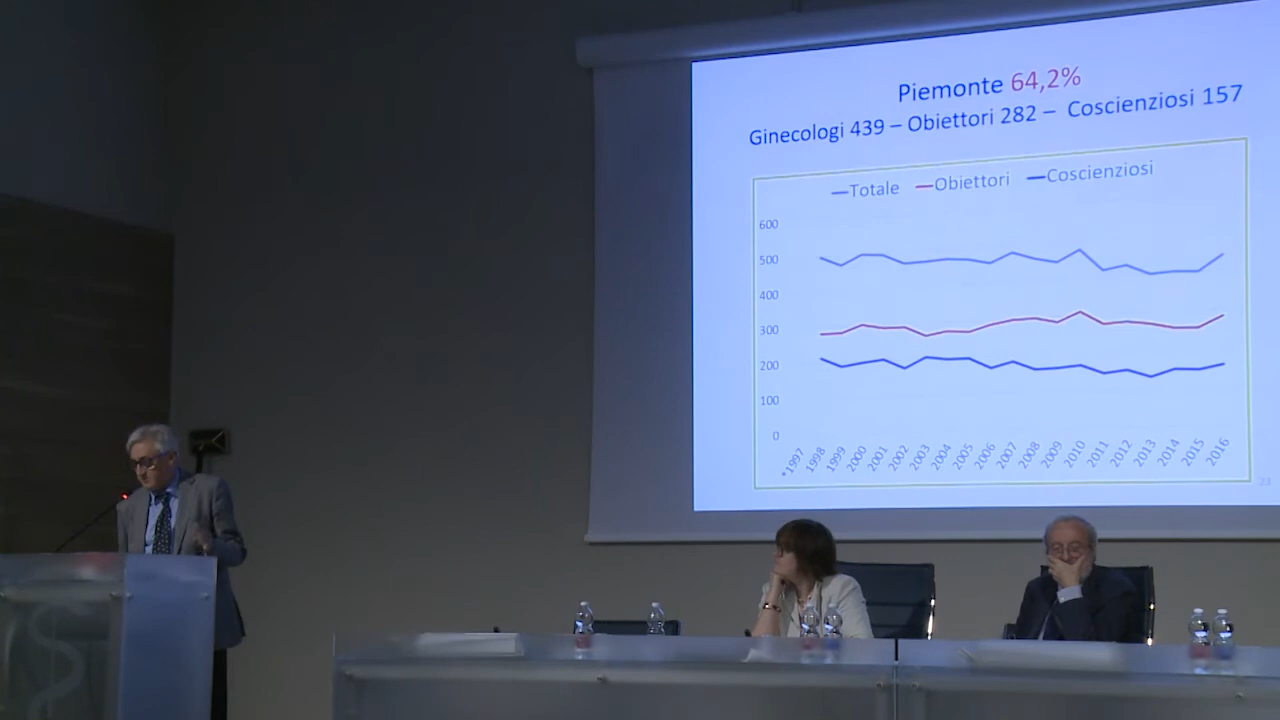 Piemonte 64,2%
Ginecologi 439 – Obiettori 282 – Coscienziosi 157
Totale Obiettori Coscienziosi
600
500
400
300
200
100
0
*1997 1998 1999 2000 2001 2002 2003 2004 2005 2006 2007 2008 2009 2010 2011 2012 2013 2014 2015 2016
23